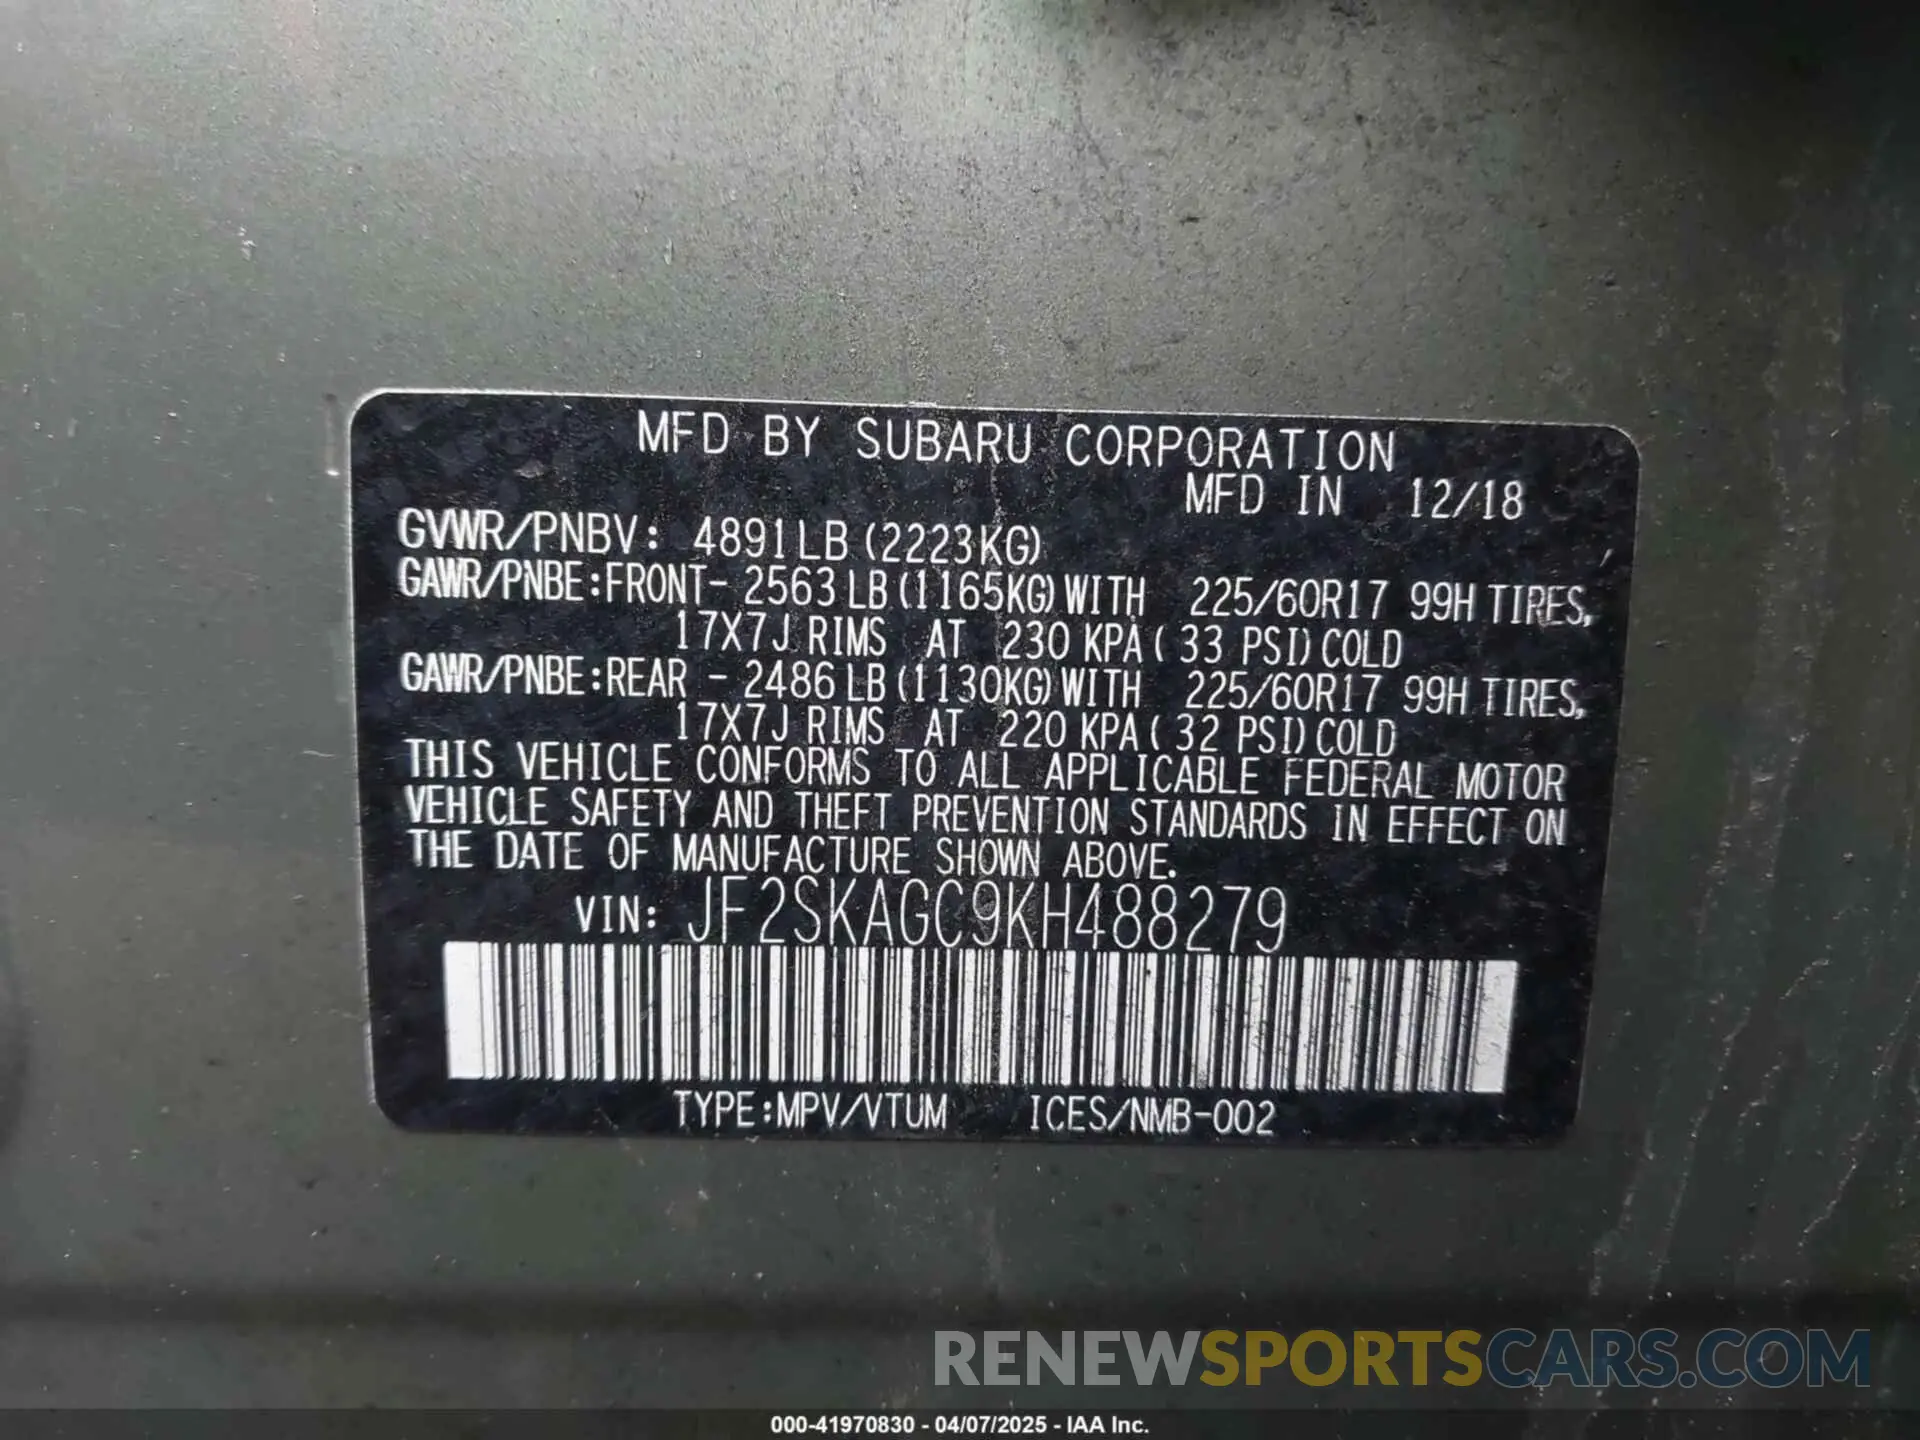 MFD BY SUBARU CORPORATION
MFD IN 12/18
GVWR/PNBV: 4891LB (2223KG)
GAWR/PNBE:FRONT- 2563 LB (1165KG) WITH 225/60R17 99H TIRES,
17X7J RIMS AT 230 KPA ( 33 PSI) COLD
GAWR/PNBE:REAR - 2486 LB (1130KG) WITH 225/60R17 99H TIRES,
17X7J RIMS AT 220 KPA ( 32 PSI) COLD
THIS VEHICLE CONFORMS TO ALL APPLICABLE FEDERAL MOTOR
VEHICLE SAFETY AND THEFT PREVENTION STANDARDS IN EFFECT ON
THE DATE OF MANUFACTURE SHOWN ABOVE.
VIN: JF2SKAGC9KH488279
TYPE:MPV/VTUM ICES/NMB-002
RENEWSPORTSCARS.COM
000-41970830 - 04/07/2025 - IAA Inc.